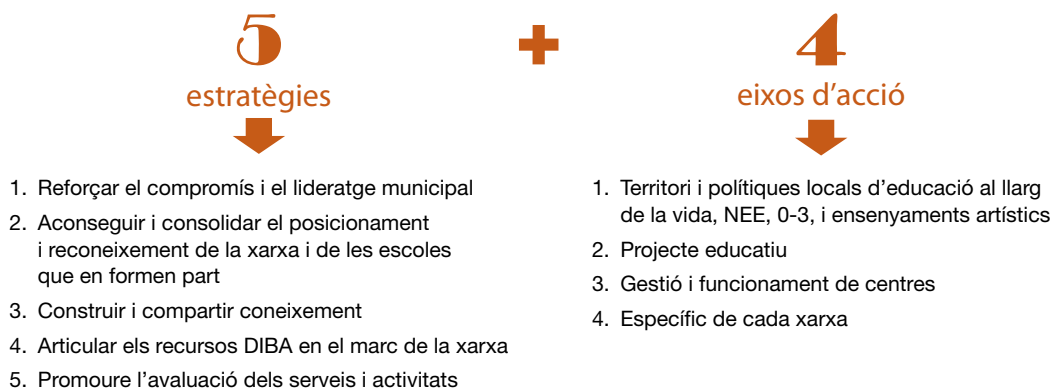 5
estratègies
1. Reforçar el compromís i el lideratge municipal
2. Aconseguir i consolidar el posicionament
i reconeixement de la xarxa i de les escoles
que en formen part
3. Construir i compartir coneixement
4. Articular els recursos DIBA en el marc de la xarxa
5. Promoure l’avaluació dels serveis i activitats
+
4
eixos d’acció
1. Territori i polítiques locals d’educació al llarg
de la vida, NEE, 0-3, i ensenyaments artístics
2. Projecte educatiu
3. Gestió i funcionament de centres
4. Específic de cada xarxa